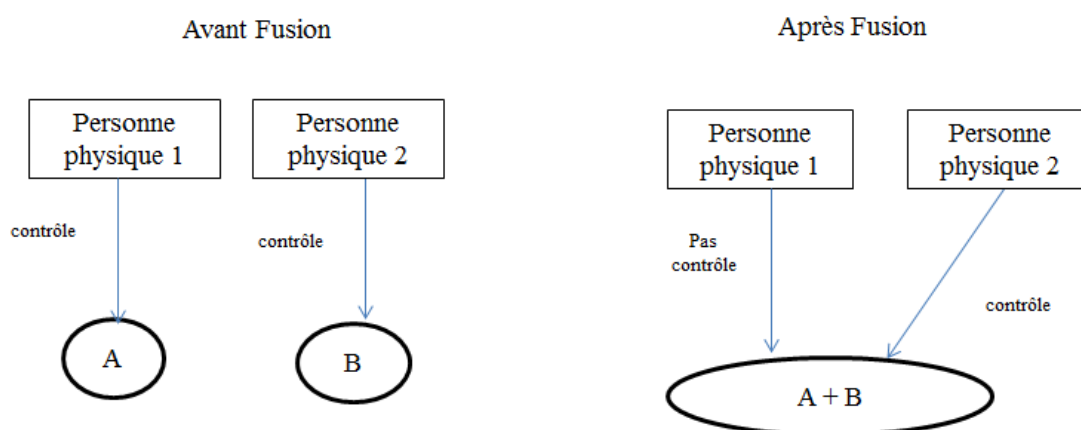 Avant Fusion
Personne
physique 1
Personne
physique 2
contrôle
contrôle
A
B
Après Fusion
Personne
physique 1
Personne
physique 2
Pas
contrôle
contrôle
A + B